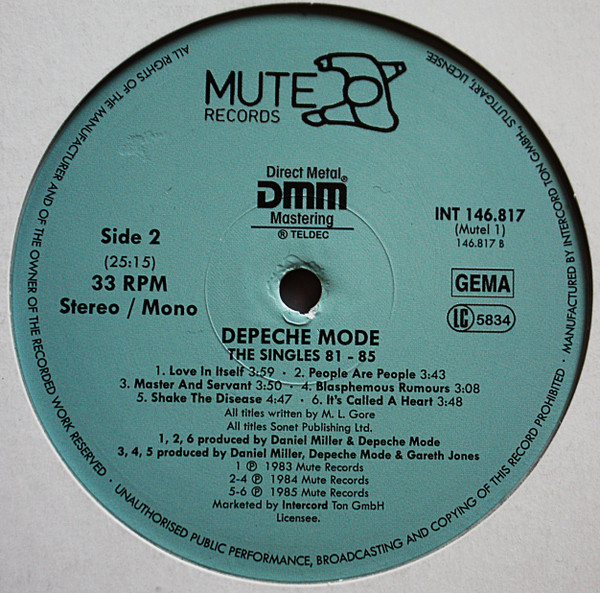 MUTE
RECORDS
Direct Metal®
DMM
Mastering
® TELDEC
Side 2
(25:15)
33 RPM
Stereo / Mono
INT 146.817
(Mutel 1)
146.817 B
GEMA
LC 5834
DEPECHE MODE
THE SINGLES 81 - 85
1. Love In Itself 3:59 · 2. People Are People 3:43
3. Master And Servant 3:50 · 4. Blasphemous Rumours 3:08
5. Shake The Disease 4:47 · 6. It's Called A Heart 3:48
All titles written by M. L. Gore
All titles Sonet Publishing Ltd.
1, 2, 6 produced by Daniel Miller & Depeche Mode
3, 4, 5 produced by Daniel Miller, Depeche Mode & Gareth Jones
1 ℗ 1983 Mute Records
2-4 ℗ 1984 Mute Records
5-6 ℗ 1985 Mute Records
Marketed by Intercord Ton GmbH
Licensee.
ALL RIGHTS OF THE MANUFACTURER AND OF THE OWNER OF THE RECORDED WORK RESERVED · UNAUTHORISED PUBLIC PERFORMANCE, BROADCASTING AND COPYING OF THIS RECORD PROHIBITED · MANUFACTURED BY INTERCORD TON GMBH, STUTTGART, LICENSEE.